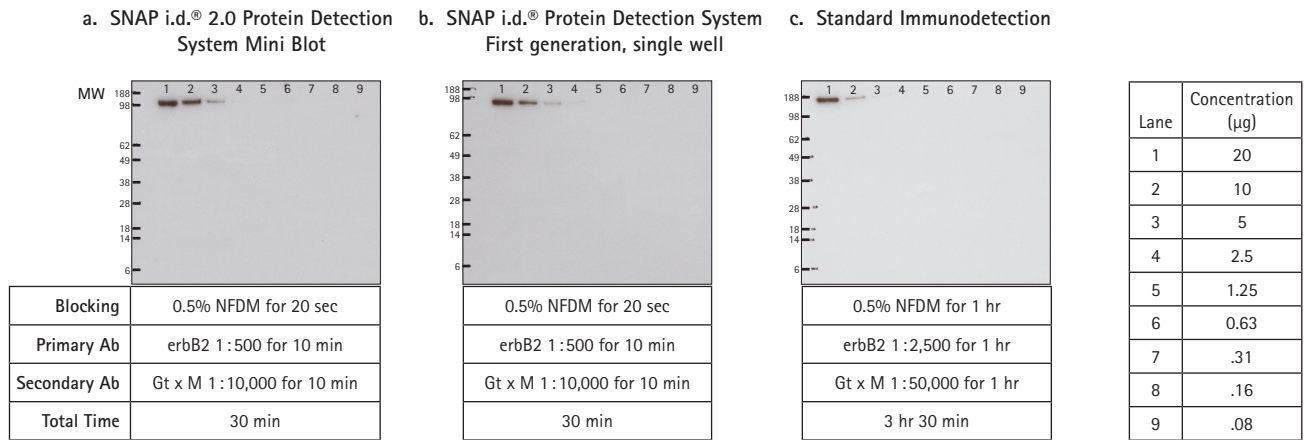 a. SNAP i.d.® 2.0 Protein Detection
System Mini Blot
b. SNAP i.d.® Protein Detection System
First generation, single well
c. Standard Immunodetection
MW
1 2 3 4 5 6 7 8 9
188
98
62
49
38
28
18
14
6
1 2 3 4 5 6 7 8 9
188
98
62
49
38
28
18
14
6
1 2 3 4 5 6 7 8 9
188
98
62
49
38
28
18
14
6
Blocking 0.5% NFDM for 20 sec 0.5% NFDM for 20 sec 0.5% NFDM for 1 hr
Primary Ab erbB2 1:500 for 10 min erbB2 1:500 for 10 min erbB2 1:2,500 for 1 hr
Secondary Ab Gt x M 1:10,000 for 10 min Gt x M 1:10,000 for 10 min Gt x M 1:50,000 for 1 hr
Total Time 30 min 30 min 3 hr 30 min
Lane Concentration
(µg)
1 20
2 10
3 5
4 2.5
5 1.25
6 0.63
7 .31
8 .16
9 .08